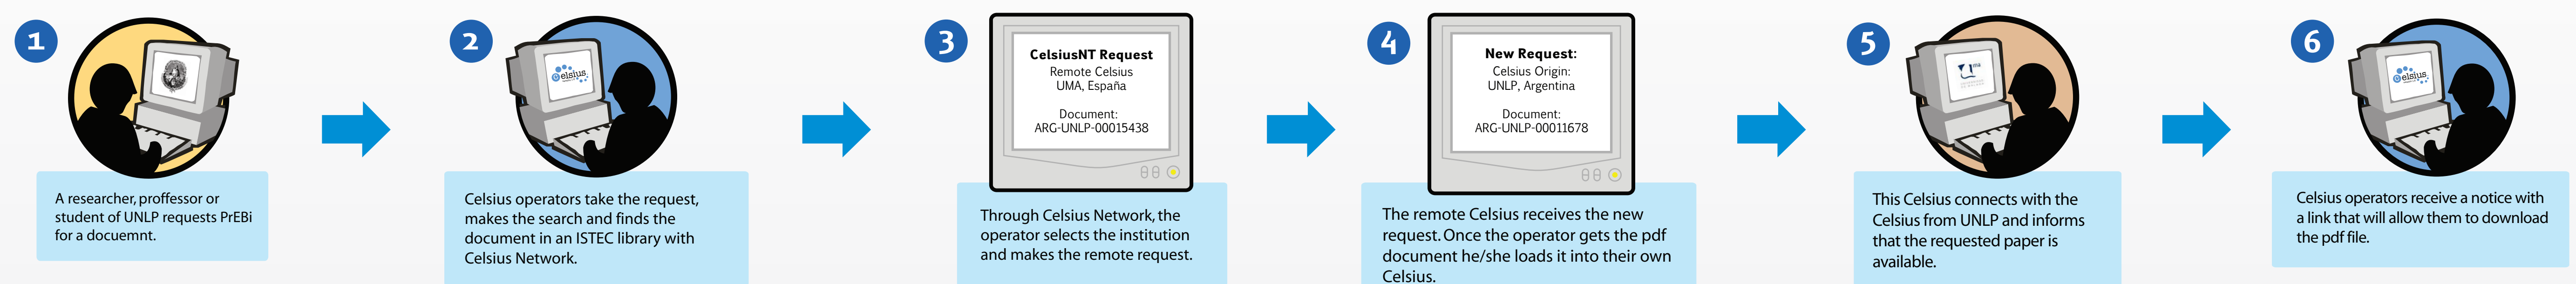 1
A researcher, proffessor or
student of UNLP requests PrEBi
for a docuemnt.
2
Celsius
Celsius operators take the request,
makes the search and finds the
document in an ISTEC library with
Celsius Network.
3
CelsiusNT Request
Remote Celsius
UMA, España
Document:
ARG-UNLP-00015438
Through Celsius Network, the
operator selects the institution
and makes the remote request.
4
New Request:
Celsius Origin:
UNLP, Argentina
Document:
ARG-UNLP-00011678
The remote Celsius receives the new
request. Once the operator gets the pdf
document he/she loads it into their own
Celsius.
5
uma
This Celsius connects with the
Celsius from UNLP and informs
that the requested paper is
available.
6
Celsius
Celsius operators receive a notice with
a link that will allow them to download
the pdf file.